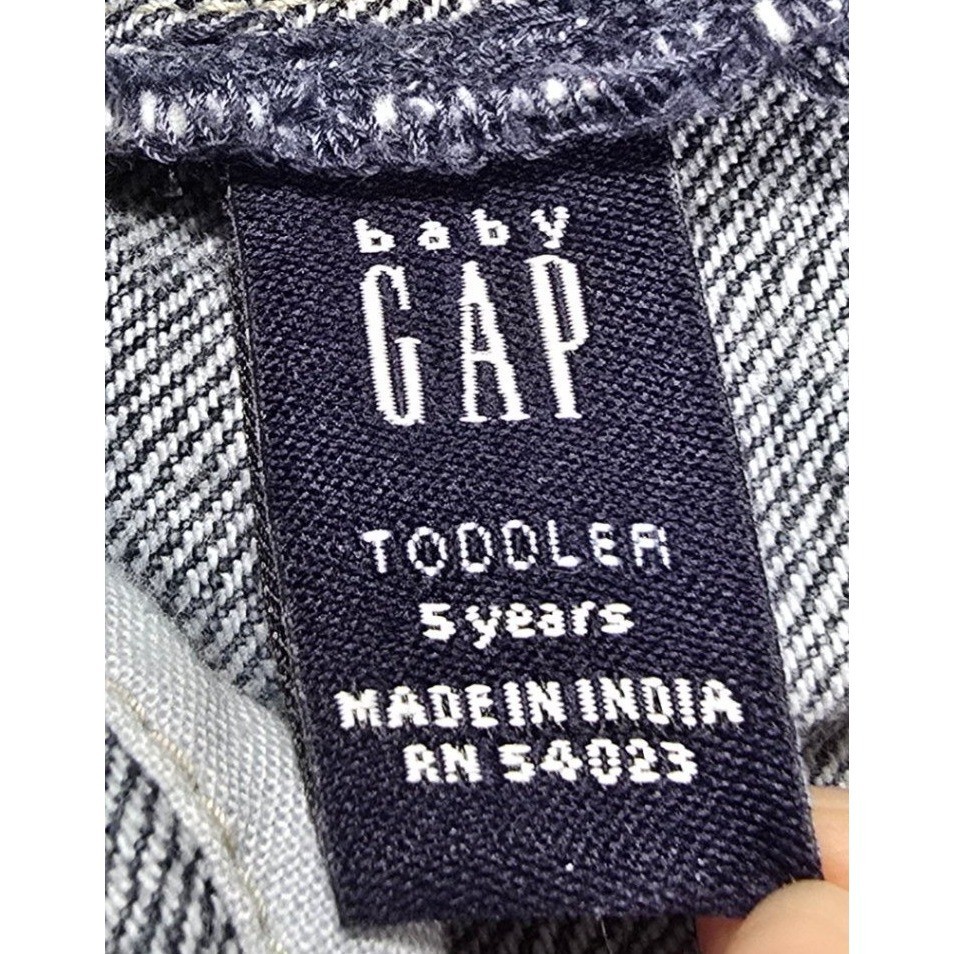 baby
GAP
TODDLER
5 years
MADE IN INDIA
RN 54023